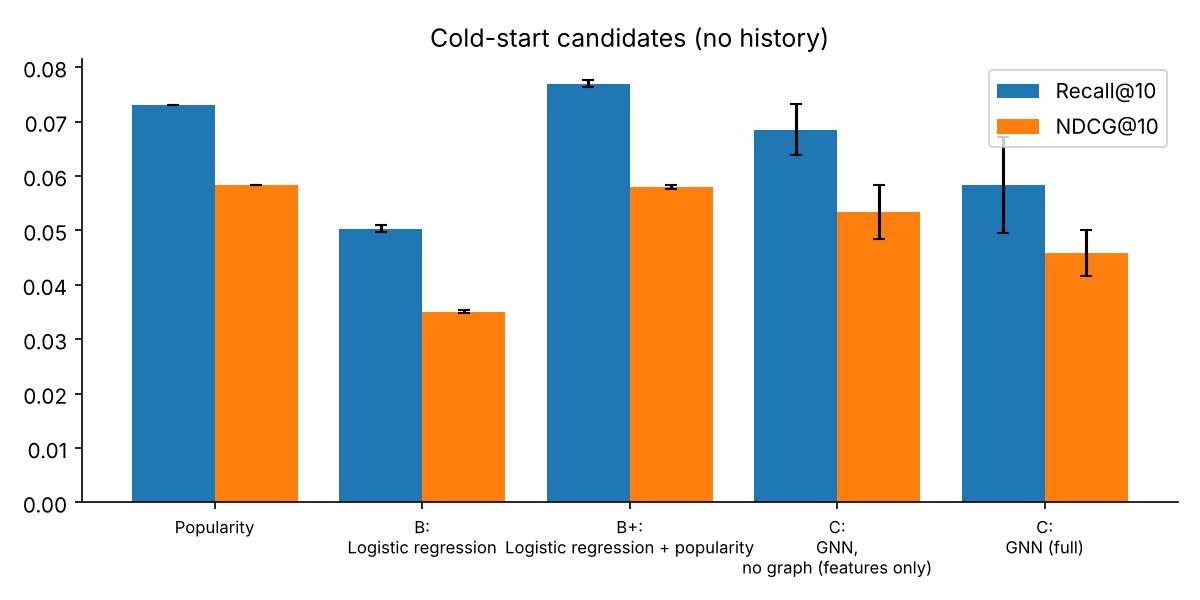 Cold-start candidates (no history)
Recall@10
NDCG@10
0.08
0.07
0.06
0.05
0.04
0.03
0.02
0.01
0.00
Popularity
B:
Logistic regression
B+:
Logistic regression + popularity
C:
GNN,
no graph (features only)
C:
GNN (full)